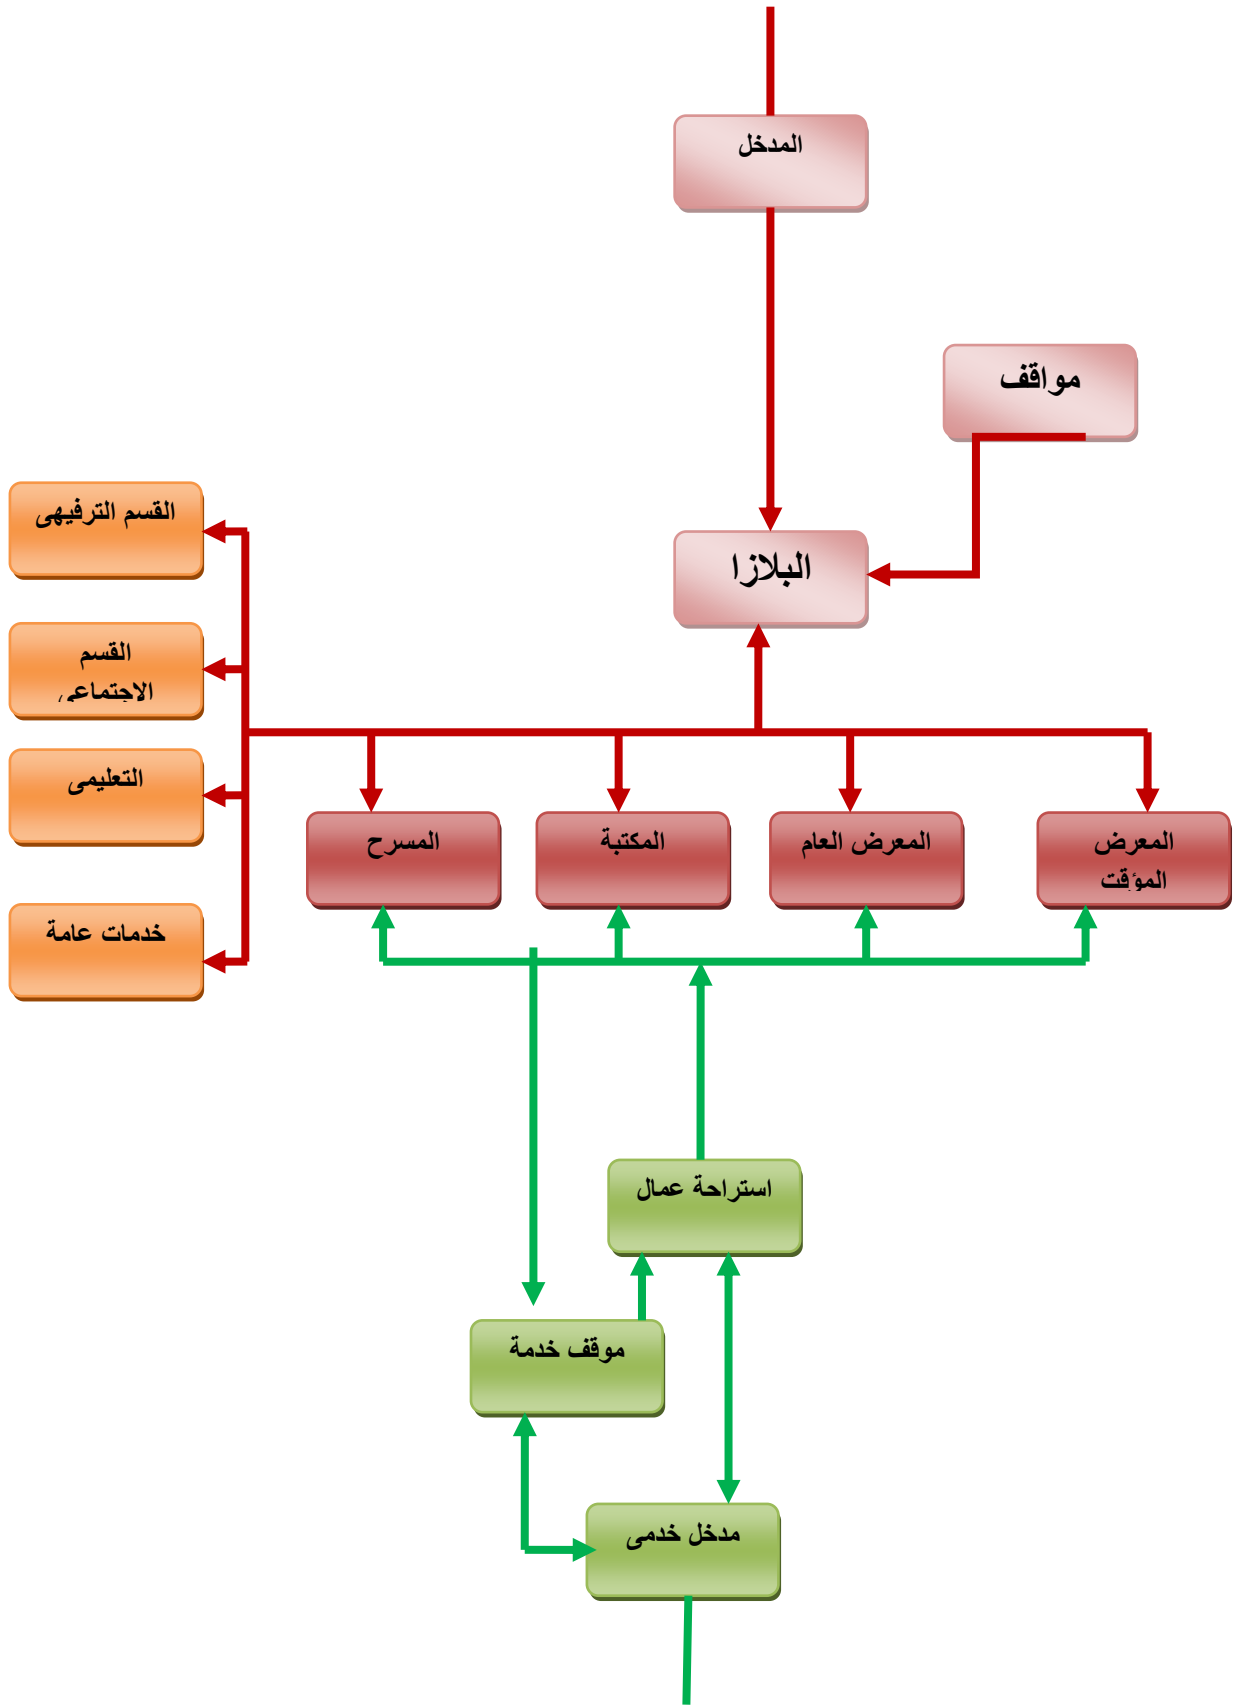 المدخل
مواقف
البلازا
القسم الترفيهى
القسم
الاجتماعى
التعليمى
خدمات عامة
المسرح
المكتبة
المعرض العام
المعرض
المؤقت
استراحة عمال
موقف خدمة
مدخل خدمى